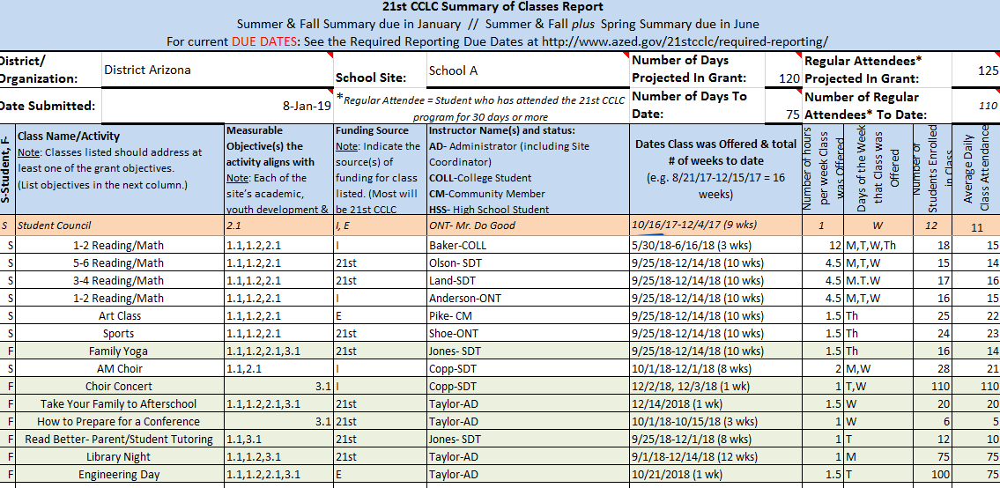 21st CCLC Summary of Classes Report
Summer & Fall Summary due in January // Summer & Fall plus Spring Summary due in June
For current DUE DATES: See the Required Reporting Due Dates at http://www.azed.gov/21stcclc/required-reporting/
District/ Organization: District Arizona School Site: School A Number of Days Projected In Grant: 120 Regular Attendees* Projected In Grant: 125
Date Submitted: 8-Jan-19 *Regular Attendee = Student who has attended the 21st CCLC program for 30 days or more Number of Days To Date: 75 Number of Regular Attendees* To Date: 110
S-Student, F-
Class Name/Activity
Note: Classes listed should address at
least one of the grant objectives.
(List objectives in the next column.)
Measurable
Objective(s) the
activity aligns with
Note: Each of the
site's academic,
youth development &
Funding Source
Note: Indicate the
source(s) of
funding for class
listed. (Most will
be 21st CCLC
Instructor Name(s) and status:
AD- Administrator (including Site
Coordinator)
COLL-College Student
CM-Community Member
HSS- High School Student
Dates Class was Offered & total
# of weeks to date
(e.g. 8/21/17-12/15/17 = 16
weeks)
Number of hours
per week Class
was Offered
Days of the Week
that Class was
Offered
Number of
Students Enrolled
in Class
Average Daily
Class Attendance
S Student Council 2.1 I, E ONT- Mr. Do Good 10/16/17-12/4/17 (9 wks) 1 W 12 11
S 1-2 Reading/Math 1.1,1.2,2.1 I Baker-COLL 5/30/18-6/16/18 (3 wks) 12 M,T,W,Th 18 15
S 5-6 Reading/Math 1.1,1.2,2.1 21st Olson- SDT 9/25/18-12/14/18 (10 wks) 4.5 M,T,W 15 14
S 3-4 Reading/Math 1.1,1.2,2.1 21st Land-SDT 9/25/18-12/14/18 (10 wks) 4.5 M.T.W 17 16
S 1-2 Reading/Math 1.1,1.2,2.1 I Anderson-ONT 9/25/18-12/14/18 (10 wks) 4.5 M,T,W 16 15
S Art Class 1.1,1.2,2.1 E Pike- CM 9/25/18-12/14/18 (10 wks) 1.5 Th 25 22
S Sports 1.1,1.2,2.1 21st Shoe-ONT 9/25/18-12/14/18 (10 wks) 1.5 Th 24 23
F Family Yoga 1.1,1.2,2.1,3.1 21st Jones- SDT 9/25/18-12/14/18 (10 wks) 1.5 Th 16 14
S AM Choir 1.1,2.1 I Copp-SDT 10/1/18-12/1/18 (8 wks) 2 M,W 28 21
F Choir Concert 3.1 I Copp-SDT 12/2/18, 12/3/18 (1 wk) 1 T,W 110 110
F Take Your Family to Afterschool 1.1,1.2,2.1,3.1 21st Taylor-AD 12/14/2018 (1 wk) 1.5 W 20 20
F How to Prepare for a Conference 3.1 21st Taylor-AD 10/1/18-10/15/18 (3 wks) 1 W 6 5
F Read Better- Parent/Student Tutoring 1.1,3.1 21st Jones- SDT 9/25/18-12/1/18 (8 wks) 1 T 12 10
F Library Night 1.1,1.2,3.1 21st Taylor-AD 9/1/18-12/14/18 (12 wks) 1 M 75 75
F Engineering Day 1.1,1.2,2.1,3.1 E Taylor-AD 10/21/2018 (1 wk) 1.5 T 100 75